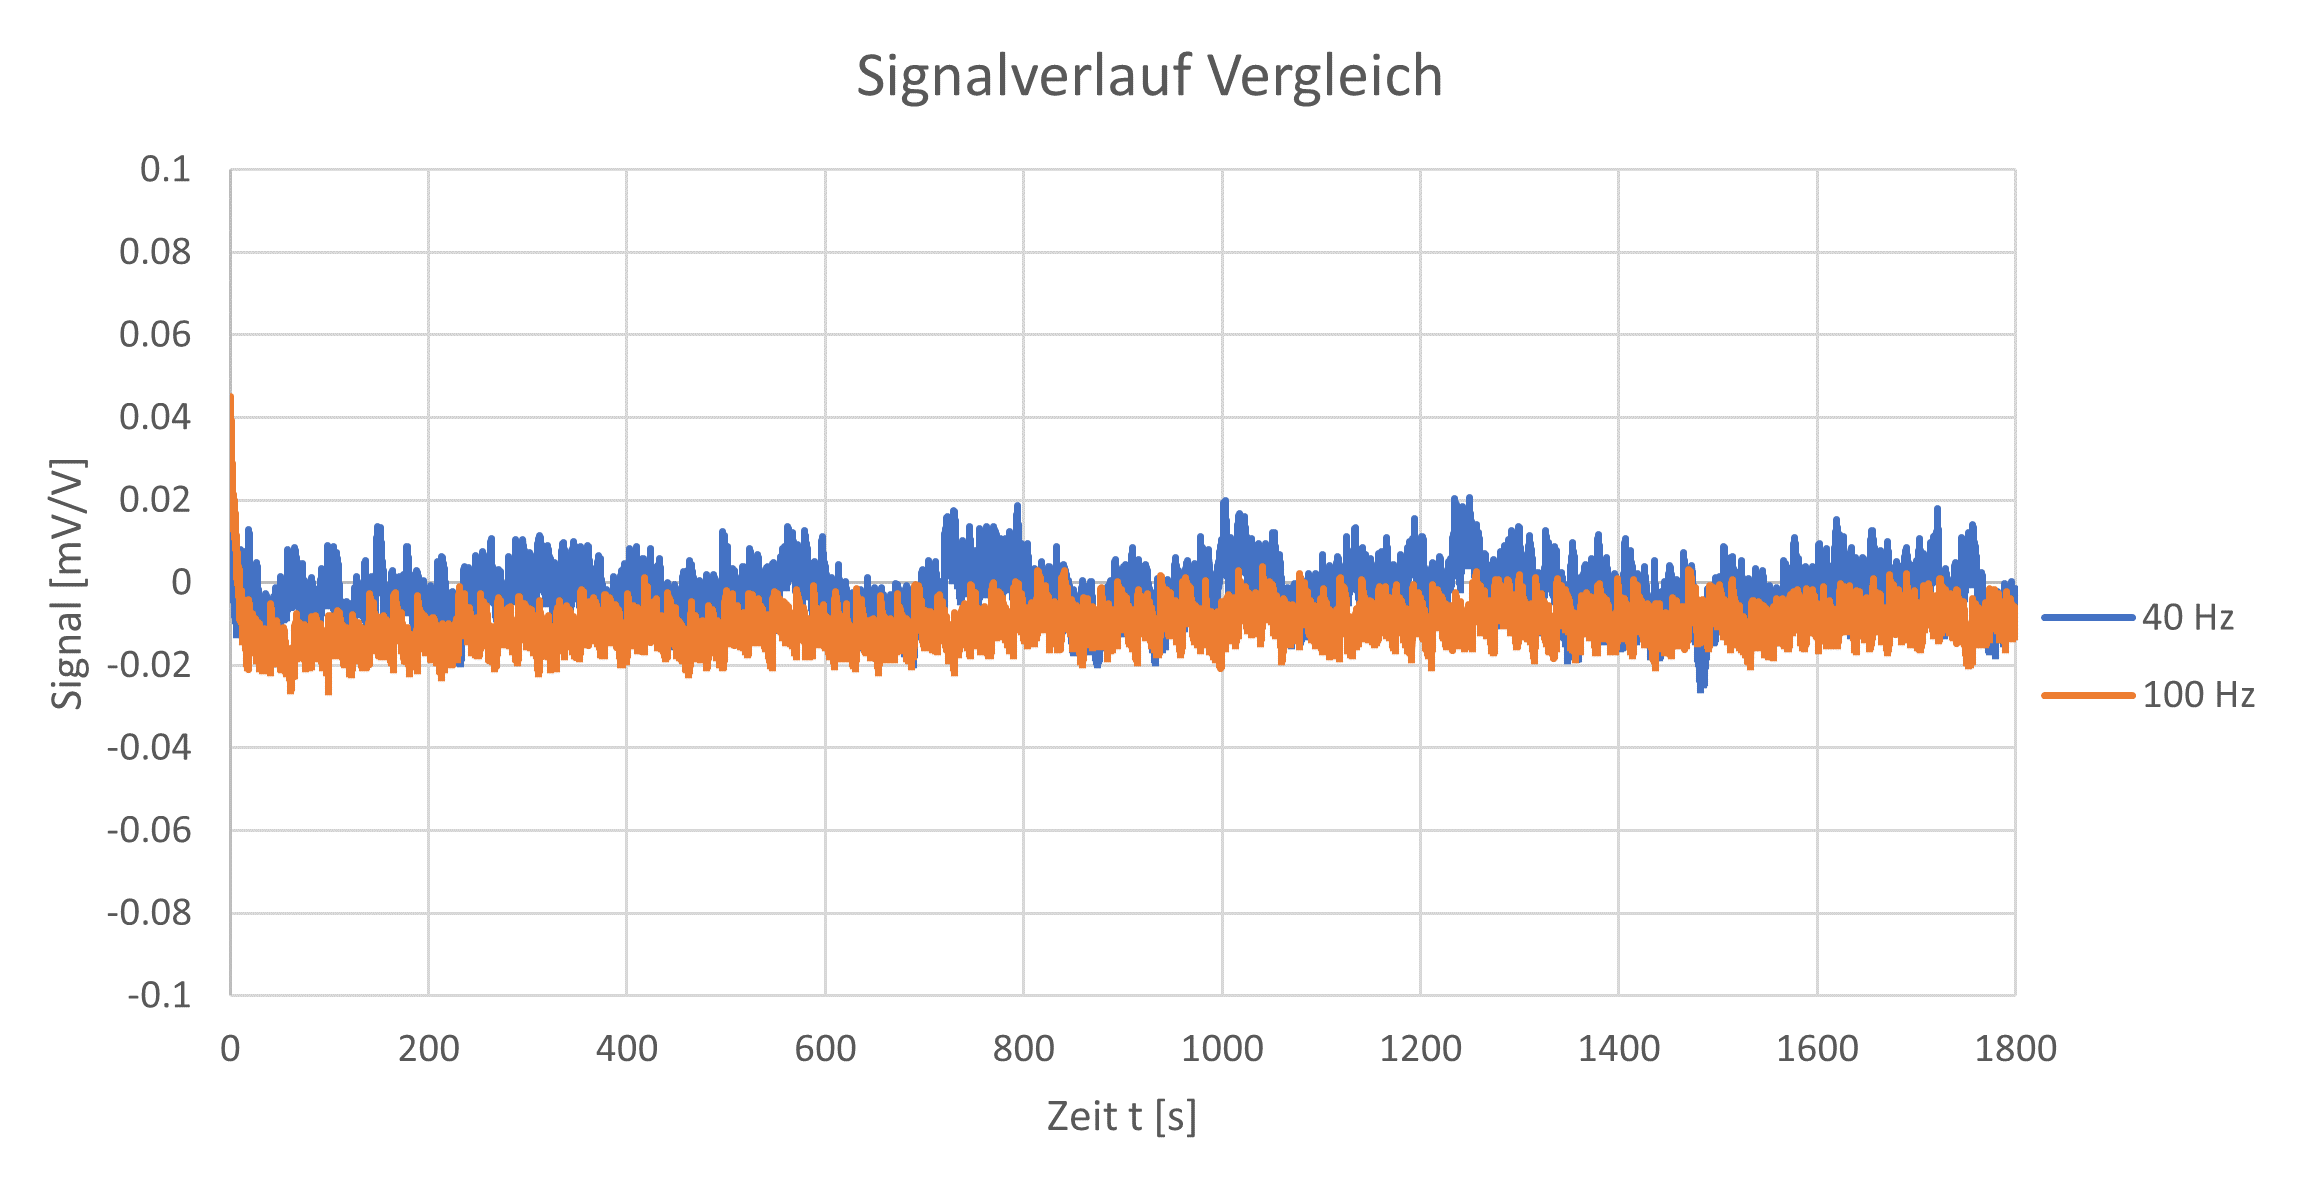 Signalverlauf Vergleich
0.1
0.08
0.06
0.04
0.02
0
-0.02
-0.04
-0.06
-0.08
-0.1
Signal [mV/V]
0 200 400 600 800 1000 1200 1400 1600 1800
Zeit t [s]
40 Hz
100 Hz